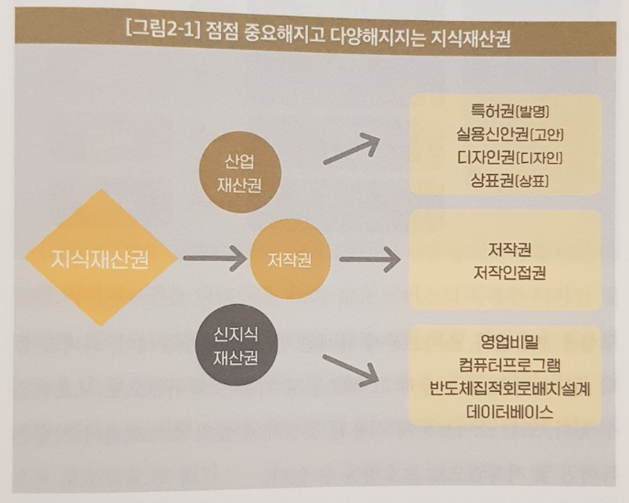 [그림2-1] 점점 중요해지고 다양해지지는 지식재산권
지식재산권
산업
재산권
특허권(발명)
실용신안권(고안)
디자인권(디자인)
상표권(상표)
저작권
저작권
저작인접권
신지식
재산권
영업비밀
컴퓨터프로그램
반도체집적회로배치설계
데이터베이스